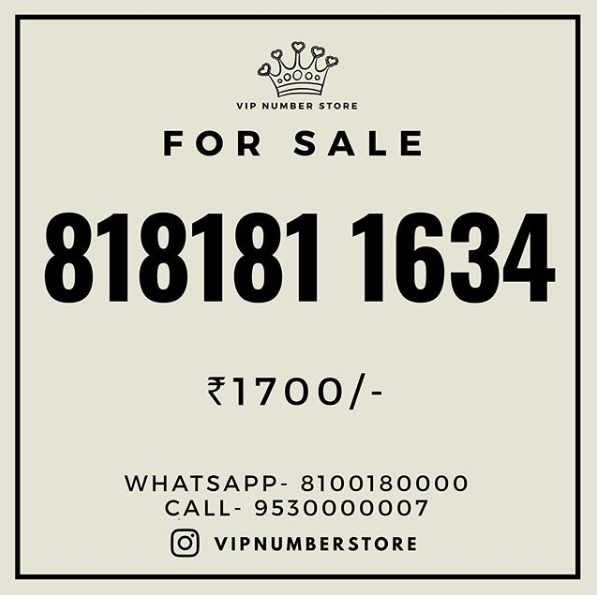 VIP NUMBER STORE
FOR SALE
818181 1634
₹1700/-
WHATSAPP- 8100180000
CALL- 9530000007
VIPNUMBERSTORE